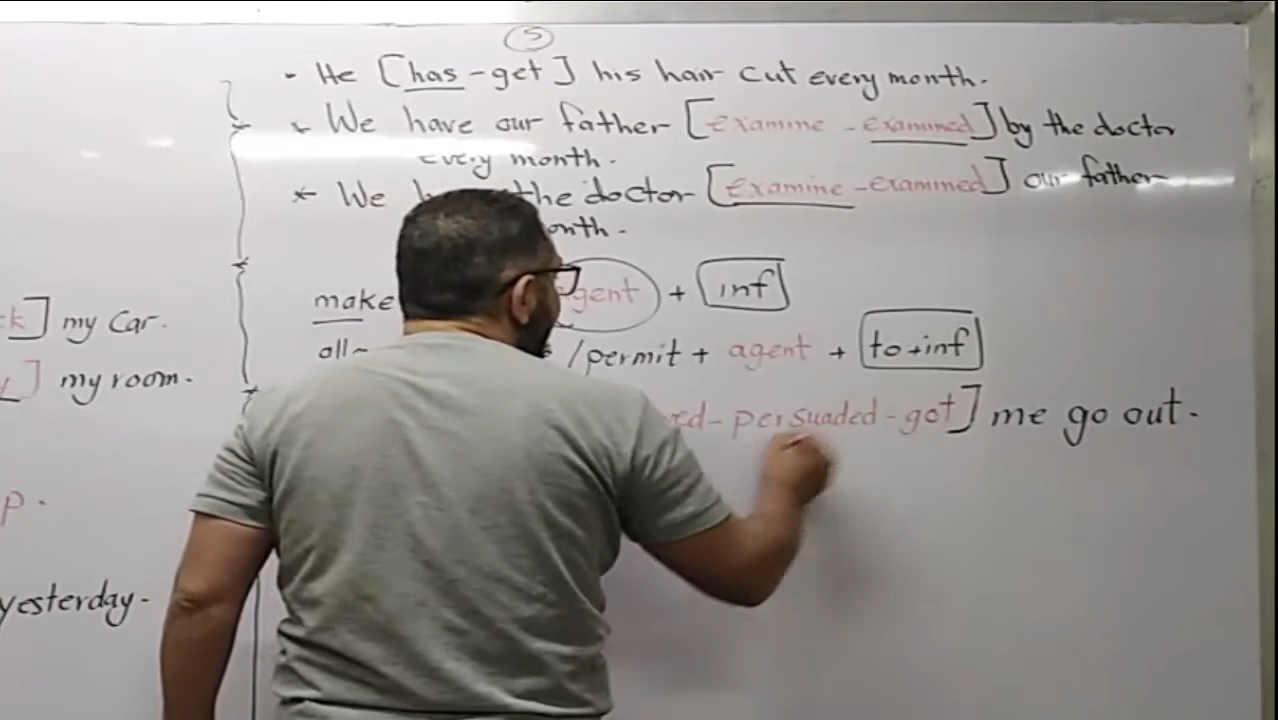 5
- He [has - get] his hair cut every month.
* We have our father [examine - examined] by the doctor
every month.
* We the doctor [examine - examined] our father
onth.
make agent + inf
/permit + agent + to+inf
ed - persuaded - got] me go out.
] my car.
] my room.
p.
yesterday.